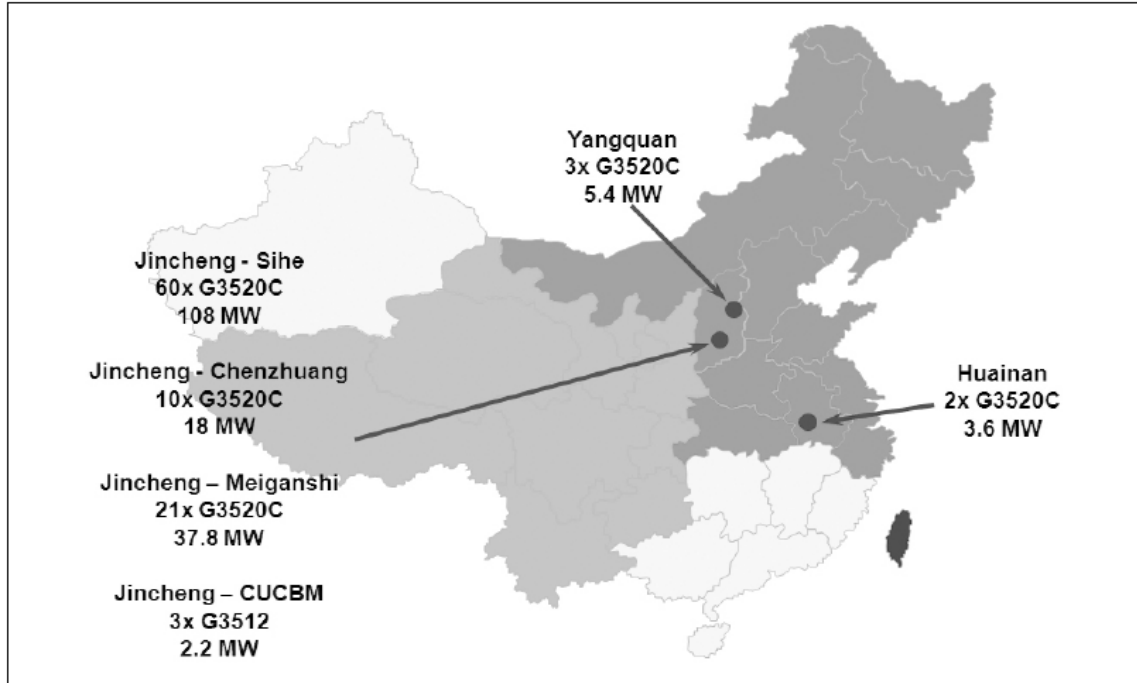 Yangquan
3x G3520C
5.4 MW
Jincheng - Sihe
60x G3520C
108 MW
Jincheng - Chenzhuang
10x G3520C
18 MW
Huainan
2x G3520C
3.6 MW
Jincheng – Meiganshi
21x G3520C
37.8 MW
Jincheng – CUCBM
3x G3512
2.2 MW